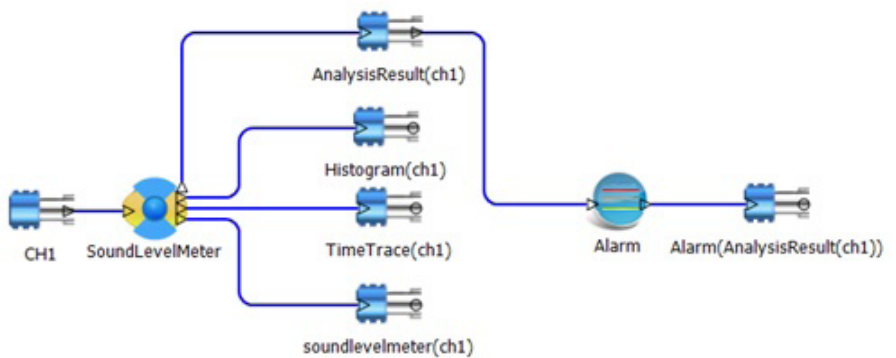 AnalysisResult(ch1)
Histogram(ch1)
CH1
SoundLevelMeter
TimeTrace(ch1)
Alarm
Alarm(AnalysisResult(ch1))
soundlevelmeter(ch1)